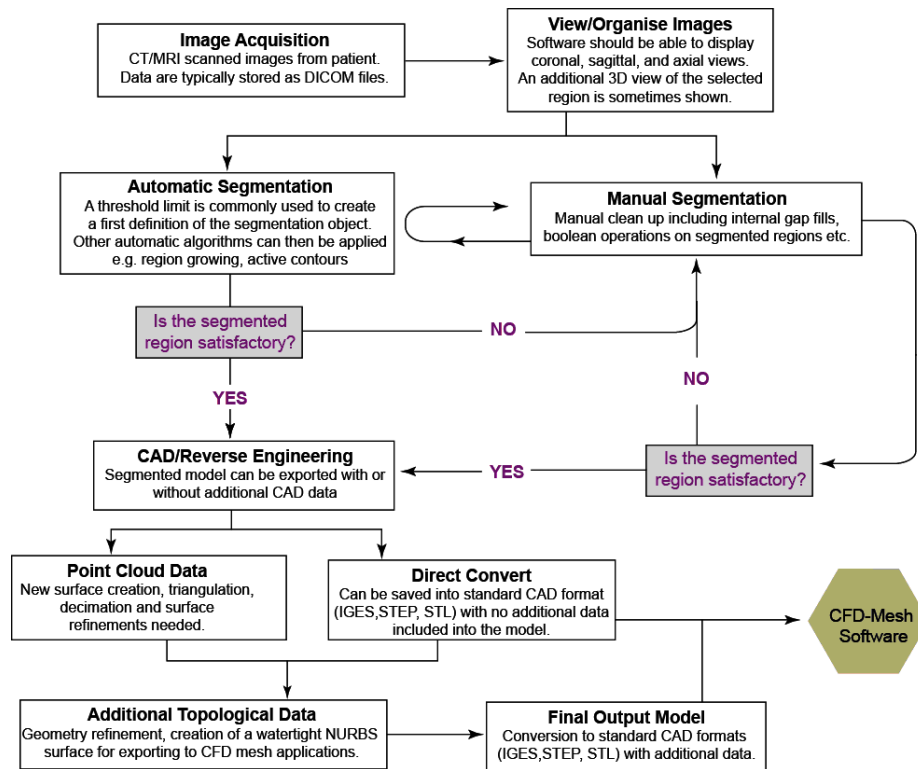 Image Acquisition
CT/MRI scanned images from patient.
Data are typically stored as DICOM files.
View/Organise Images
Software should be able to display
coronal, sagittal, and axial views.
An additional 3D view of the selected
region is sometimes shown.
Automatic Segmentation
A threshold limit is commonly used to create
a first definition of the segmentation object.
Other automatic algorithms can then be applied
e.g. region growing, active contours
Manual Segmentation
Manual clean up including internal gap fills,
boolean operations on segmented regions etc.
Is the segmented
region satisfactory?
NO
YES
NO
CAD/Reverse Engineering
Segmented model can be exported with or
without additional CAD data
YES
Is the segmented
region satisfactory?
Point Cloud Data
New surface creation, triangulation,
decimation and surface
refinements needed.
Direct Convert
Can be saved into standard CAD format
(IGES,STEP, STL) with no additional data
included into the model.
CFD-Mesh
Software
Additional Topological Data
Geometry refinement, creation of a watertight NURBS
surface for exporting to CFD mesh applications.
Final Output Model
Conversion to standard CAD formats
(IGES,STEP, STL) with additional data.